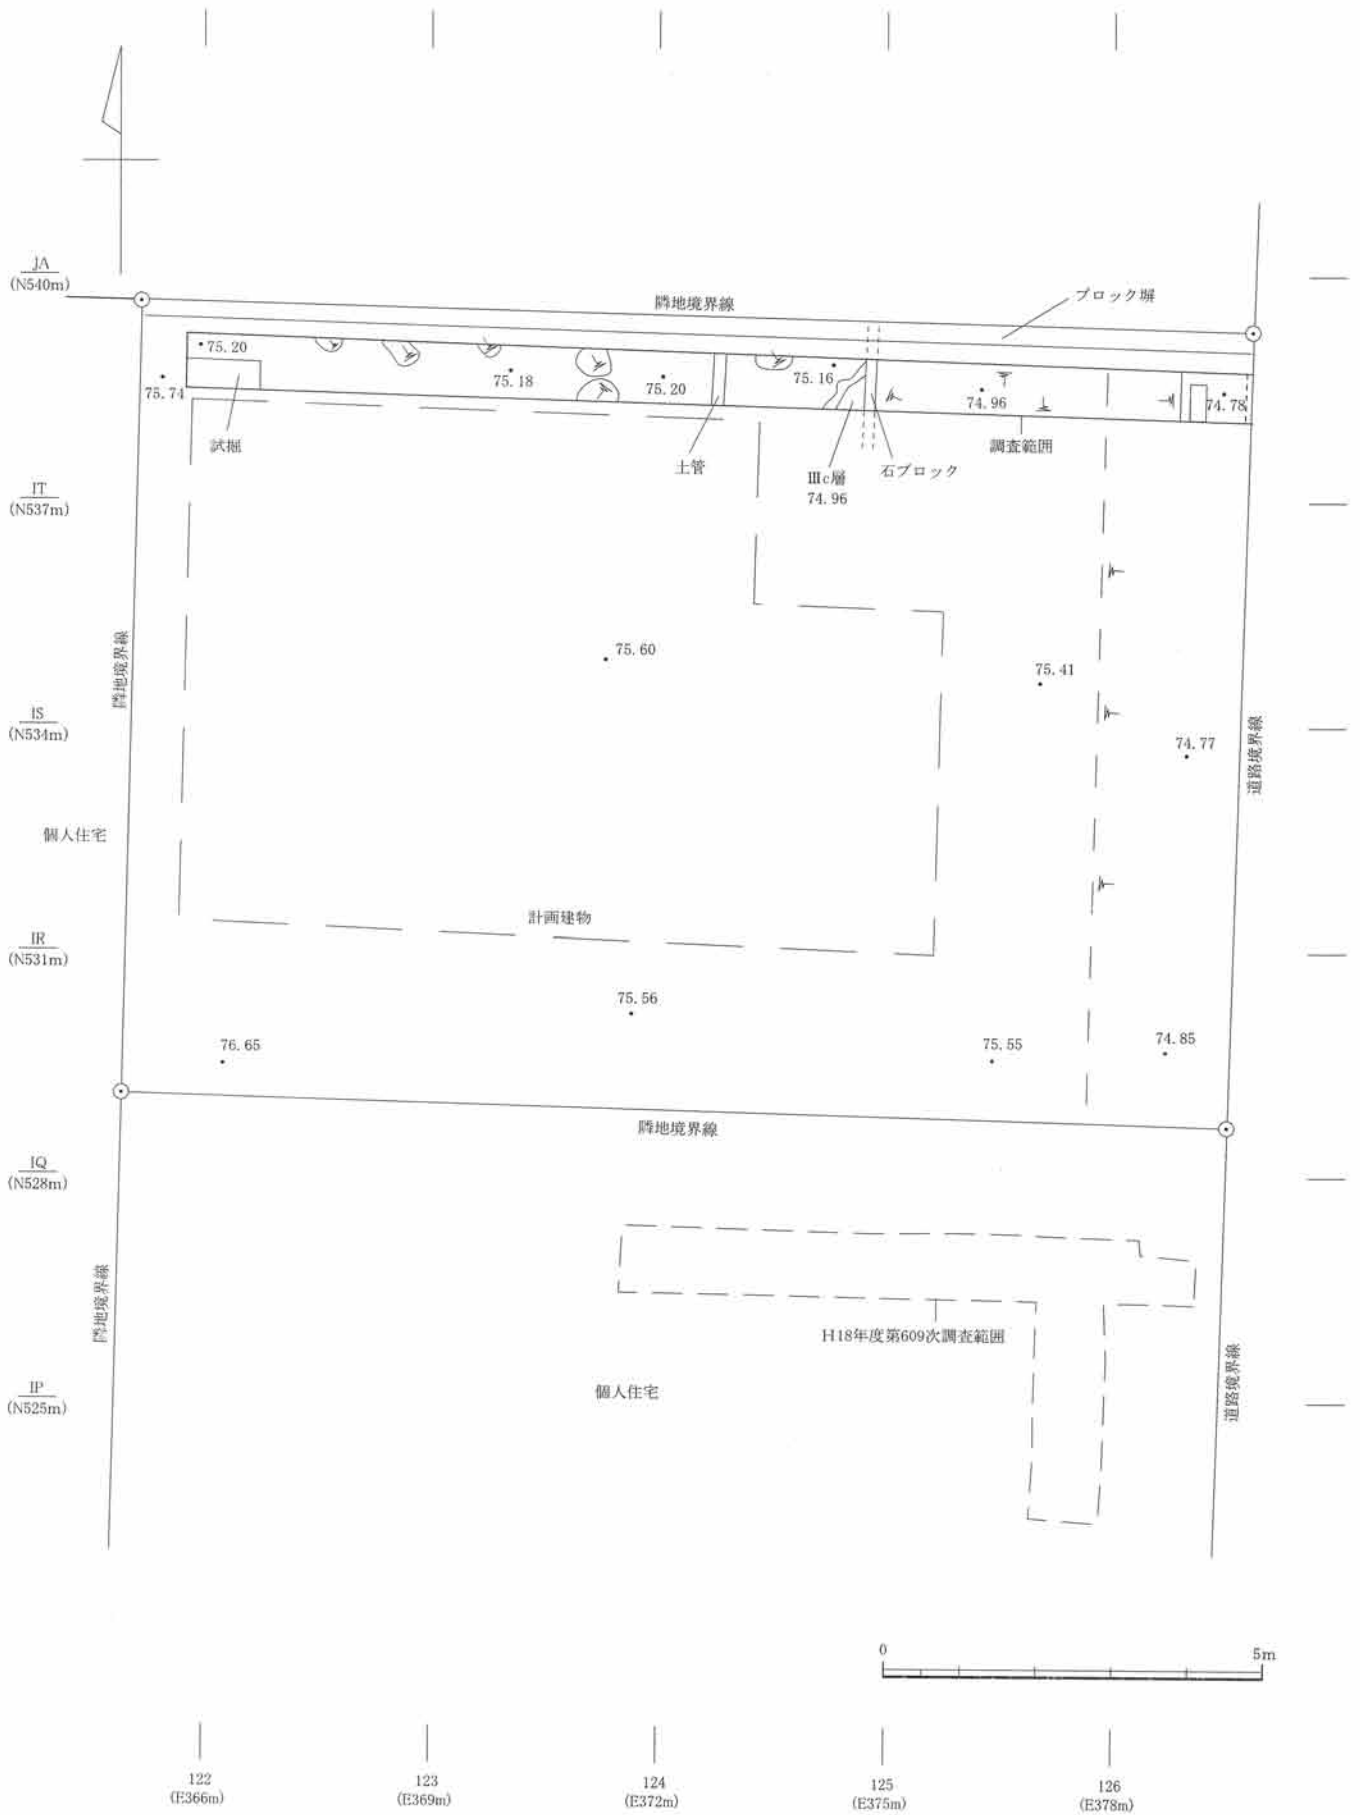 JA
(N540m)
隣地境界線
ブロック塀
75.20
75.74
75.18
75.20
75.16
74.96
74.78
試掘
土管
Ⅲc層
74.96
石ブロック
調査範囲
IT
(N537m)
隣地境界線
75.60
75.41
IS
(N534m)
74.77
道路境界線
個人住宅
計画建物
IR
(N531m)
75.56
76.65
75.55
74.85
隣地境界線
IQ
(N528m)
隣地境界線
H18年度第609次調査範囲
個人住宅
道路境界線
IP
(N525m)
0
5m
122
(E366m)
123
(E369m)
124
(E372m)
125
(E375m)
126
(E378m)